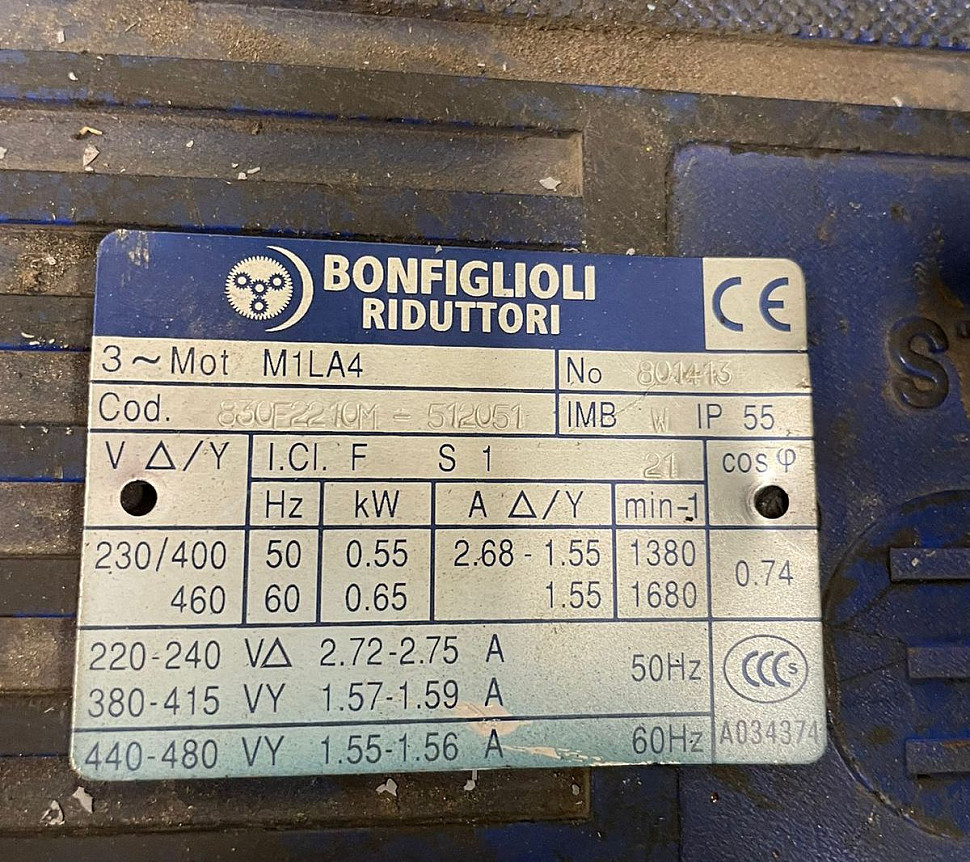 BONFIGLIOLI
RIDUTTORI
CE
3~Mot M1LA4
No 801413
Cod. 830F2210M - 512051
IMB W IP 55
V Δ/Y I.Cl. F S 1 21 cos φ
Hz kW A Δ/Y min-1
230/400 50 0.55 2.68 - 1.55 1380
0.74
460 60 0.65 1.55 1680
220-240 VΔ 2.72-2.75 A
50Hz
CCC S
380-415 VY 1.57-1.59 A
440-480 VY 1.55-1.56 A 60Hz
A034374
ST